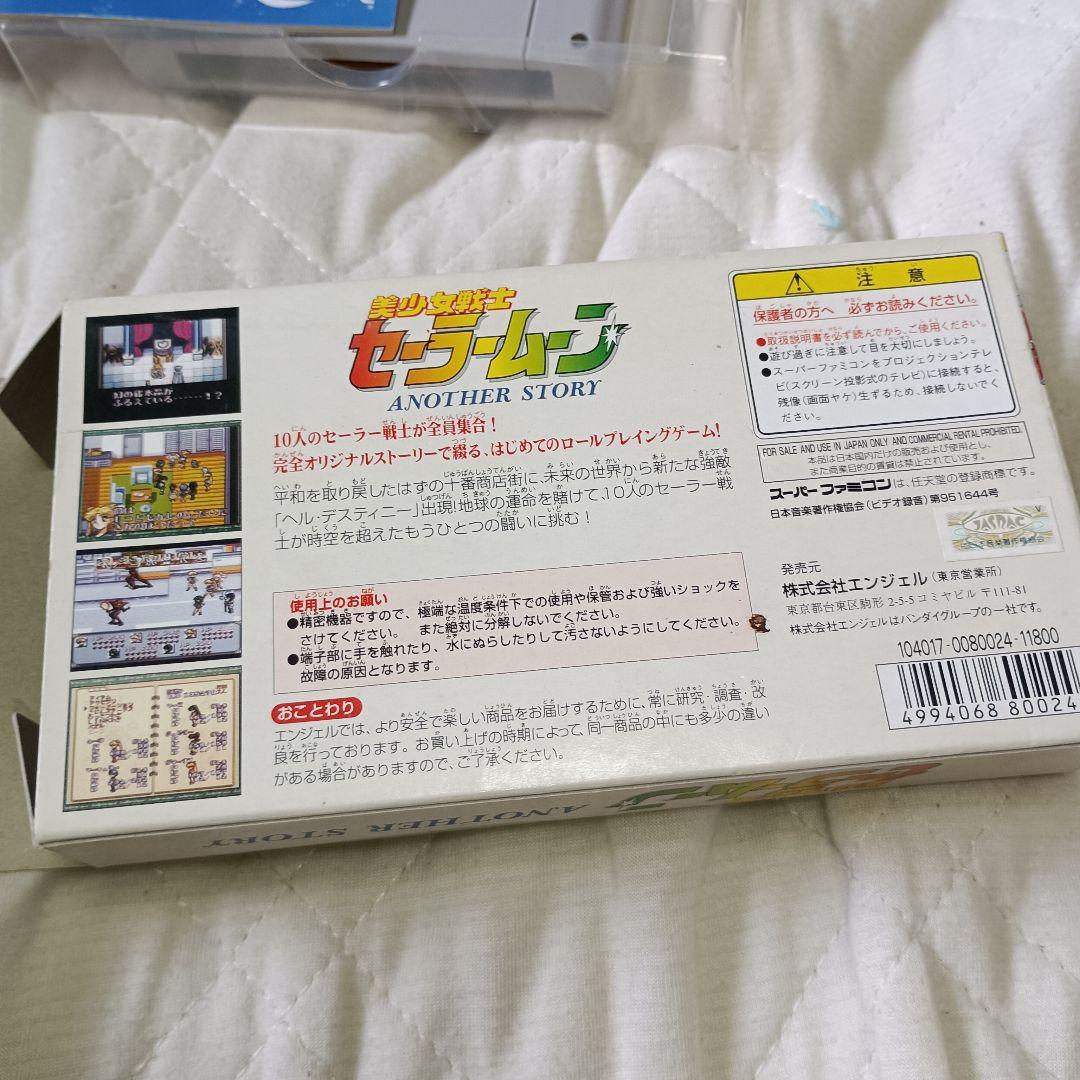 美少女戦士
セーラームーン
ANOTHER STORY
10人のセーラー戦士が全員集合!
完全オリジナルストーリーで綴る、はじめてのロールプレイングゲーム!
平和を取り戻したはずの十番商店街に、未来の世界から新たな強敵
「ヘル・デスティニー」出現!地球の運命を賭けて、10人のセーラー戦
士が時空を超えたもうひとつの闘いに挑む!
使用上のお願い
●精密機器ですので、極端な温度条件下での使用や保管および強いショックを
さけてください。また絶対に分解しないでください。
●端子部に手を触れたり、水にぬらしたりして汚さないようにしてください。
故障の原因となります。
おことわり
エンジェルでは、より安全で楽しい商品をお届けするために、常に研究・調査・改
良を行っております。お買い上げの時期によって、同一商品の中にも多少の違い
がある場合がありますので、ご了承ください。
注意
保護者の方へ 必ずお読みください。
●取扱説明書を必ず読んでから、ご使用ください。
●遊び過ぎに注意して目を大切にしましょう。
●スーパーファミコンをプロジェクションテレ
ビ(スクリーン投影式のテレビ)に接続すると、
残像(画面ヤケ)生ずるため、接続しないでく
ださい。
FOR SALE AND USE IN JAPAN ONLY AND COMMERCIAL RENTAL PROHIBITED.
本品は日本国内だけの販売および使用とし、
また商業目的の賃貸は禁止されています。
スーパーファミコンは、任天堂の登録商標です。
日本音楽著作権協会(ビデオ録音)第951644号
JASRAC
発売元
株式会社エンジェル(東京営業所)
東京都台東区駒形2-5-5コミヤビル〒111-81
株式会社エンジェルはバンダイグループの一社です。
104017-0080024-11800
4994068 80024
ANOTHER STORY